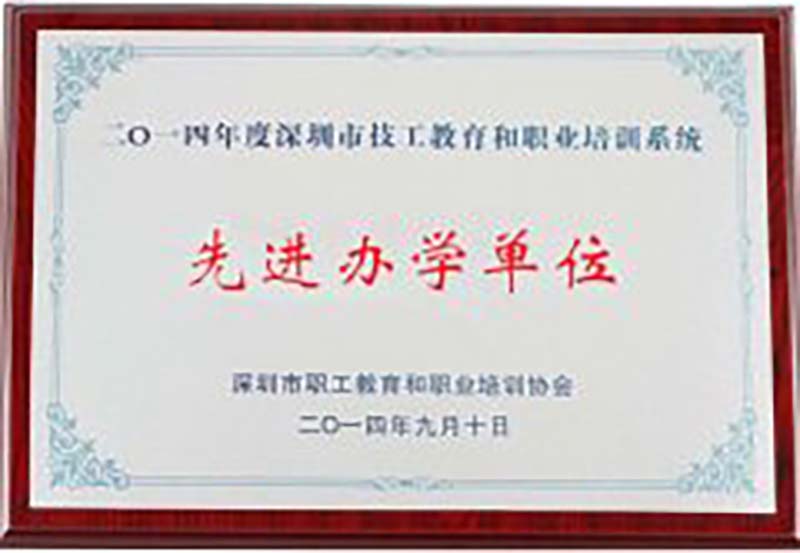 二〇一四年度深圳市技工教育和职业培训系统
先进办学单位
深圳市职工教育和职业培训协会
二〇一四年九月十日